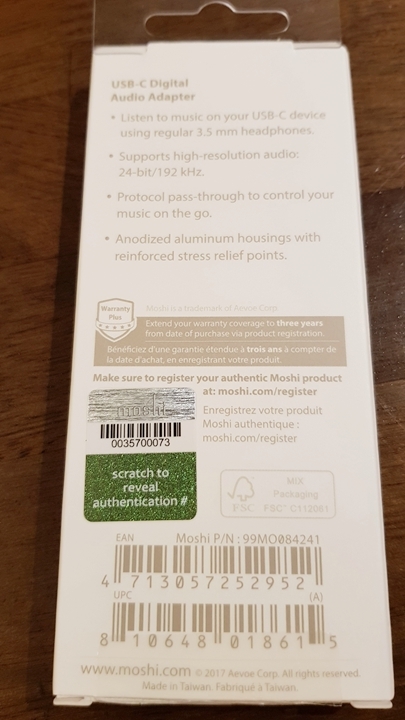 USB-C Digital
Audio Adapter
• Listen to music on your USB-C device
using regular 3.5 mm headphones.
• Supports high-resolution audio:
24-bit/192 kHz.
• Protocol pass-through to control your
music on the go.
• Anodized aluminum housings with
reinforced stress relief points.
Warranty
Plus
Moshi is a trademark of Aevoe Corp.
Extend your warranty coverage to three years
from date of purchase via product registration.
Bénéficiez d'une garantie étendue à trois ans à compter de
la date d'achat, en enregistrant votre produit.
Make sure to register your authentic Moshi product
at: moshi.com/register
moshi
0035700073
Enregistrez votre produit
Moshi authentique :
moshi.com/register
scratch to
reveal
authentication #
FSC
MIX
Packaging
FSC™ C112081
EAN
Moshi P/N : 99MO084241
4 713057 252952
UPC
(A)
8 10648 01861 5
www.moshi.com © 2017 Aevoe Corp. All rights reserved.
Made in Taiwan. Fabriqué à Taiwan.